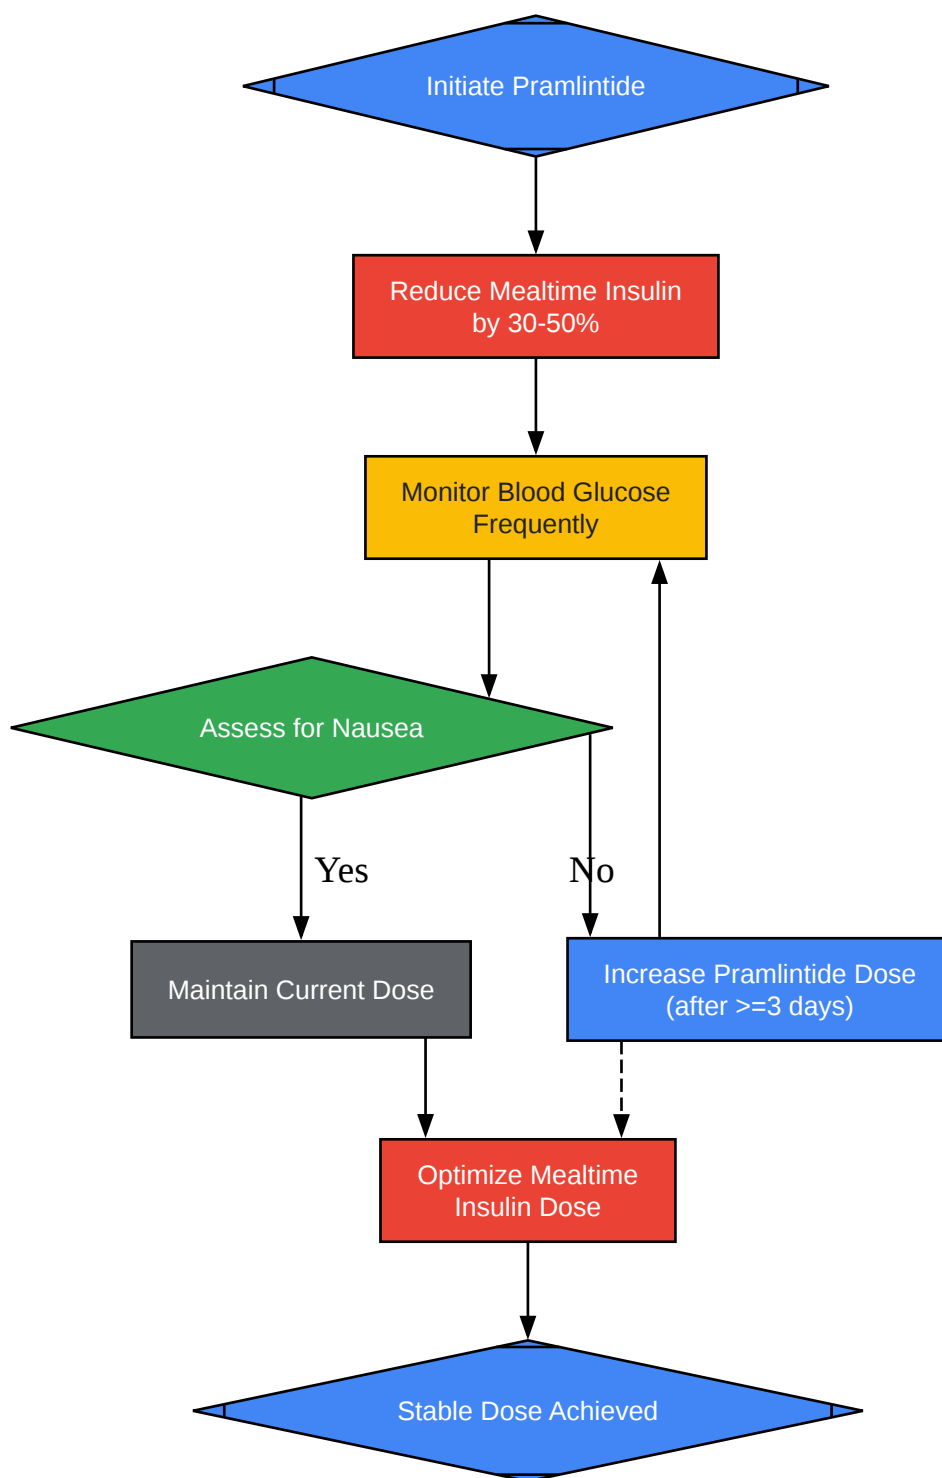 Initiate Pramlintide
Reduce Mealtime Insulin
by 30-50%
Monitor Blood Glucose
Frequently
Assess for Nausea
Yes
No
Maintain Current Dose
Increase Pramlintide Dose
(after >=3 days)
Optimize Mealtime
Insulin Dose
Stable Dose Achieved